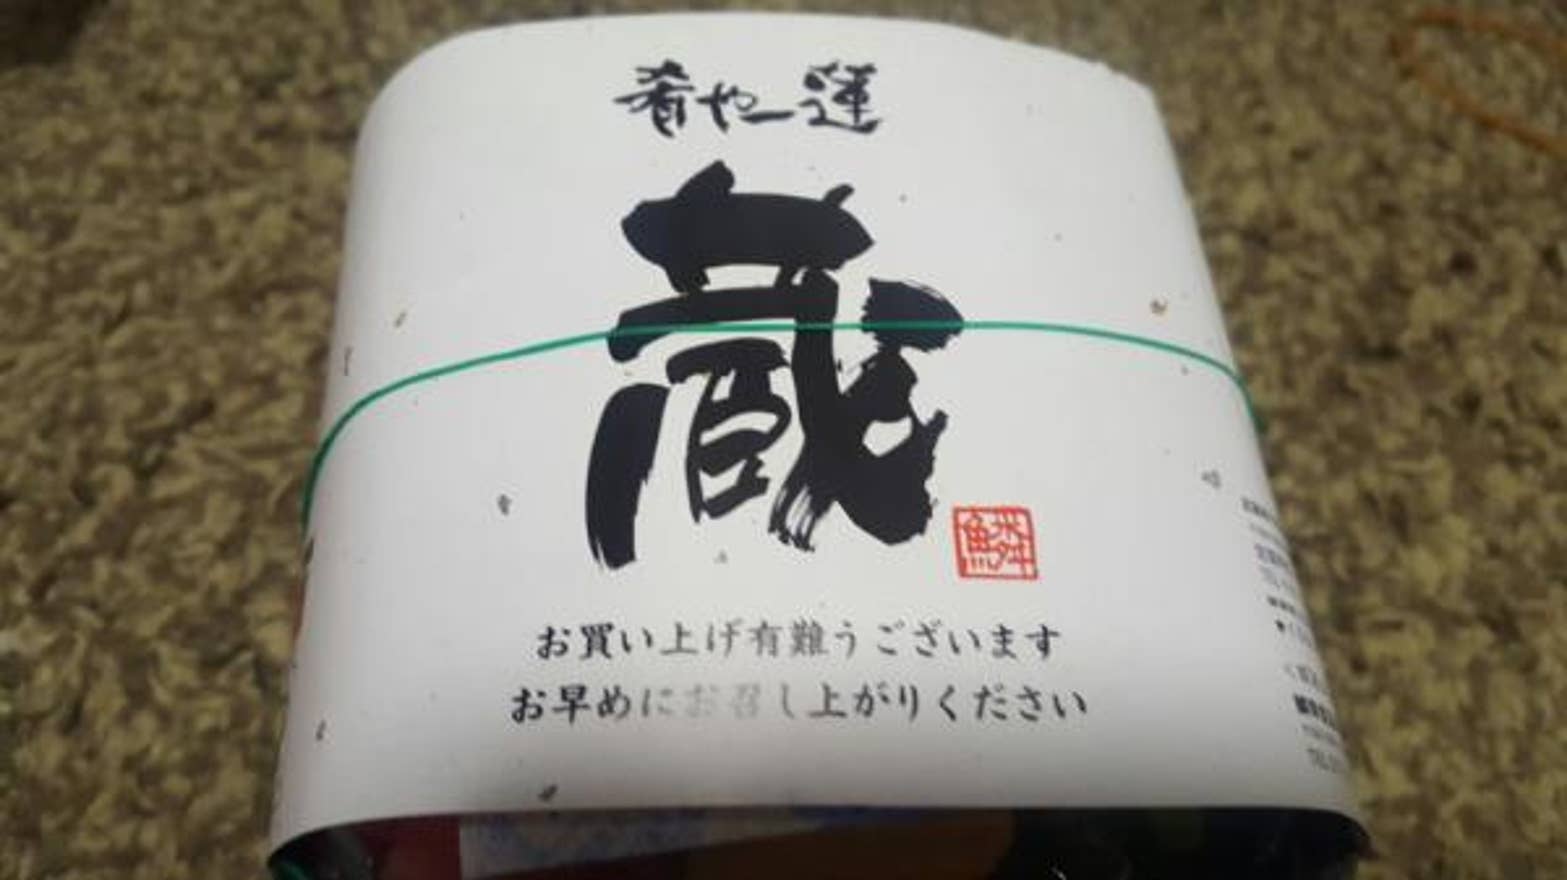 肴や一蓮
蔵
鱗
お買い上げ有難うございます
お早めにお召し上がりください